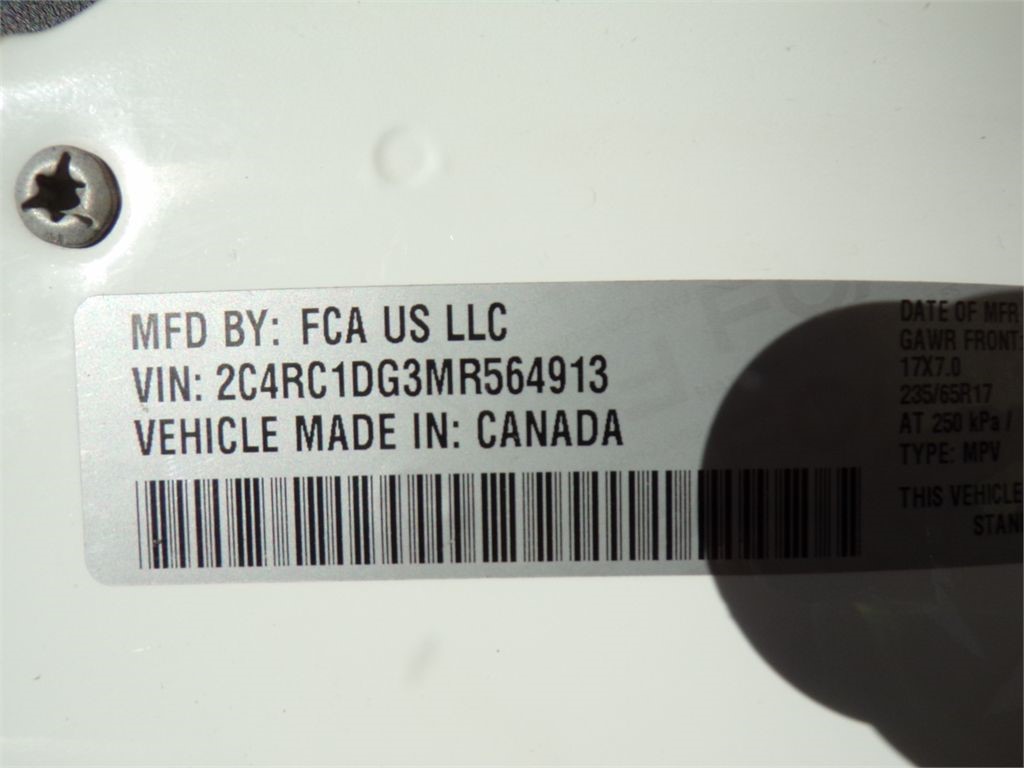 MFD BY: FCA US LLC
VIN: 2C4RC1DG3MR564913
VEHICLE MADE IN: CANADA
DATE OF MFR
GAWR FRONT:
17X7.0
235/65R17
AT 250 kPa /
TYPE: MPV
THIS VEHICLE
STAN